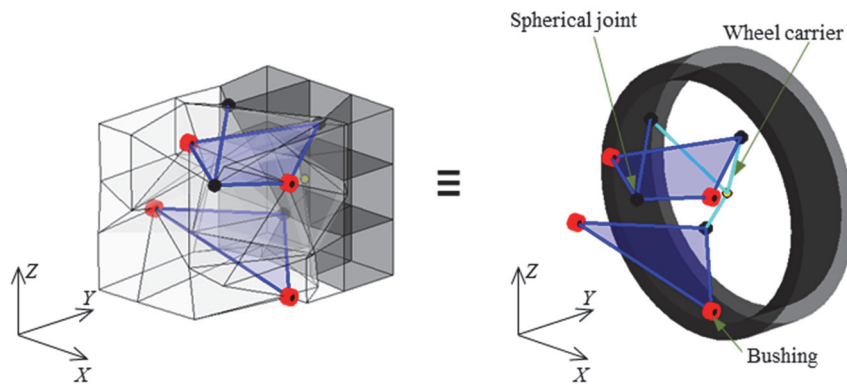 Spherical joint
Wheel carrier
≡
Z
Y
X
Z
Y
X
Bushing